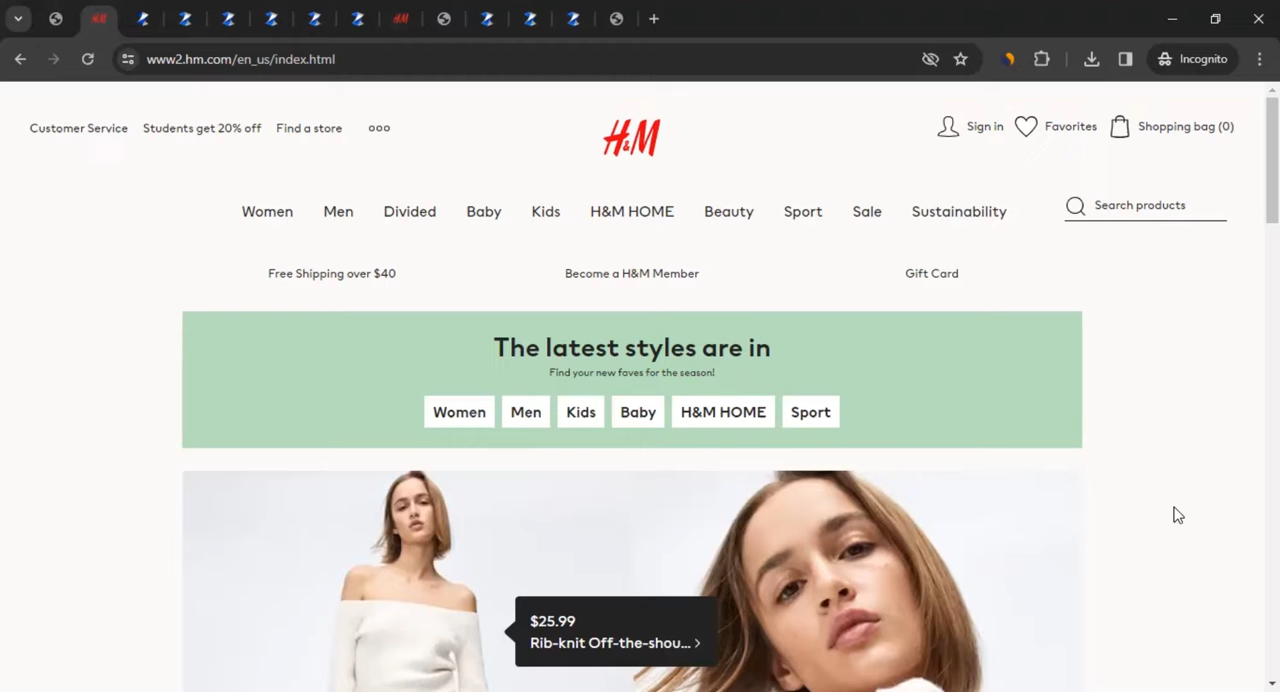 www2.hm.com/en_us/index.html
Incognito
Customer Service Students get 20% off Find a store
H&M
Sign in Favorites Shopping bag (0)
Women Men Divided Baby Kids H&M HOME Beauty Sport Sale Sustainability
Search products
Free Shipping over $40 Become a H&M Member Gift Card
The latest styles are in
Find your new faves for the season!
Women Men Kids Baby H&M HOME Sport
$25.99
Rib-knit Off-the-shou... >